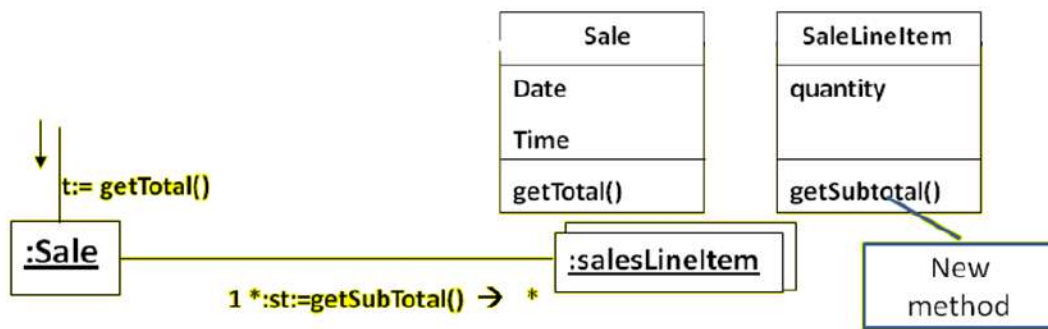 Sale
Date
Time
getTotal()
SaleLineItem
quantity
getSubtotal()
New
method
t:= getTotal()
:Sale
:salesLineItem
1 *:st:=getSubTotal() → *